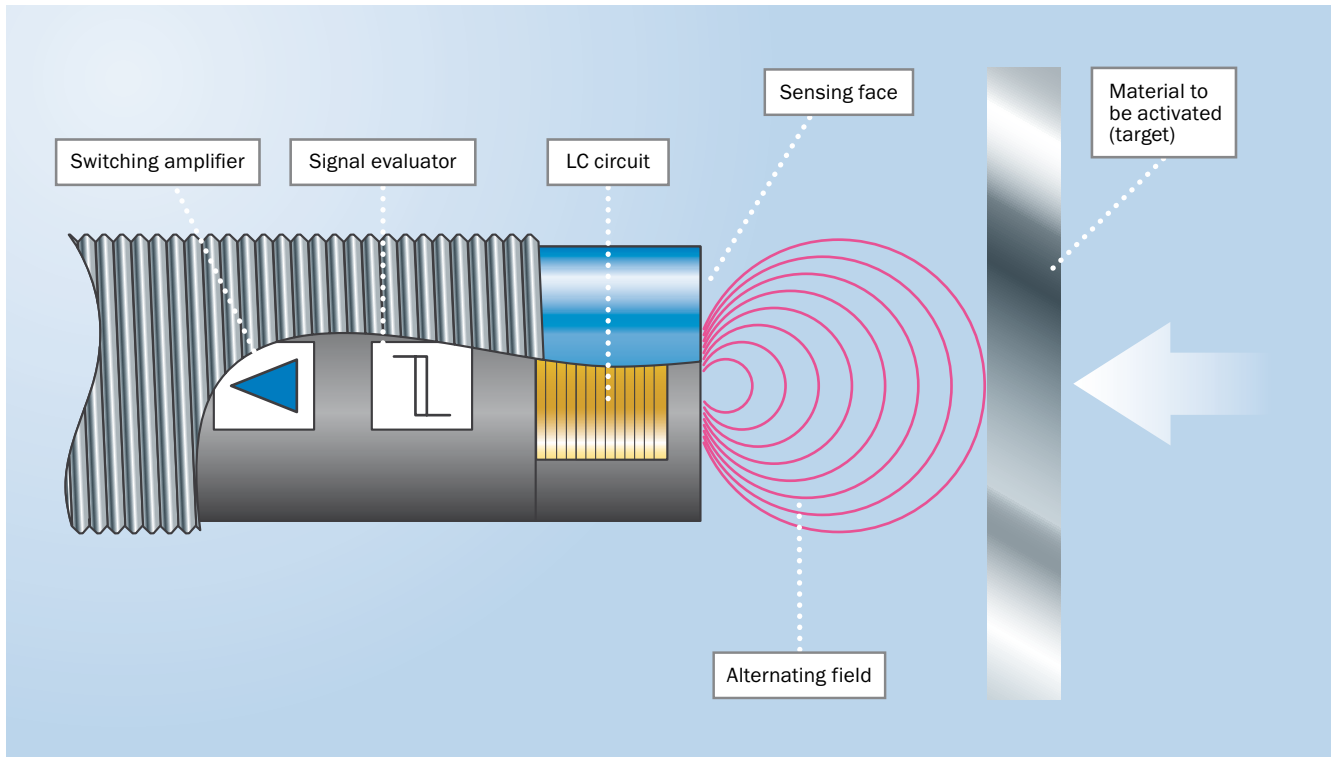 Sensing face
Material to
be activated
(target)
Switching amplifier
Signal evaluator
LC circuit
Alternating field